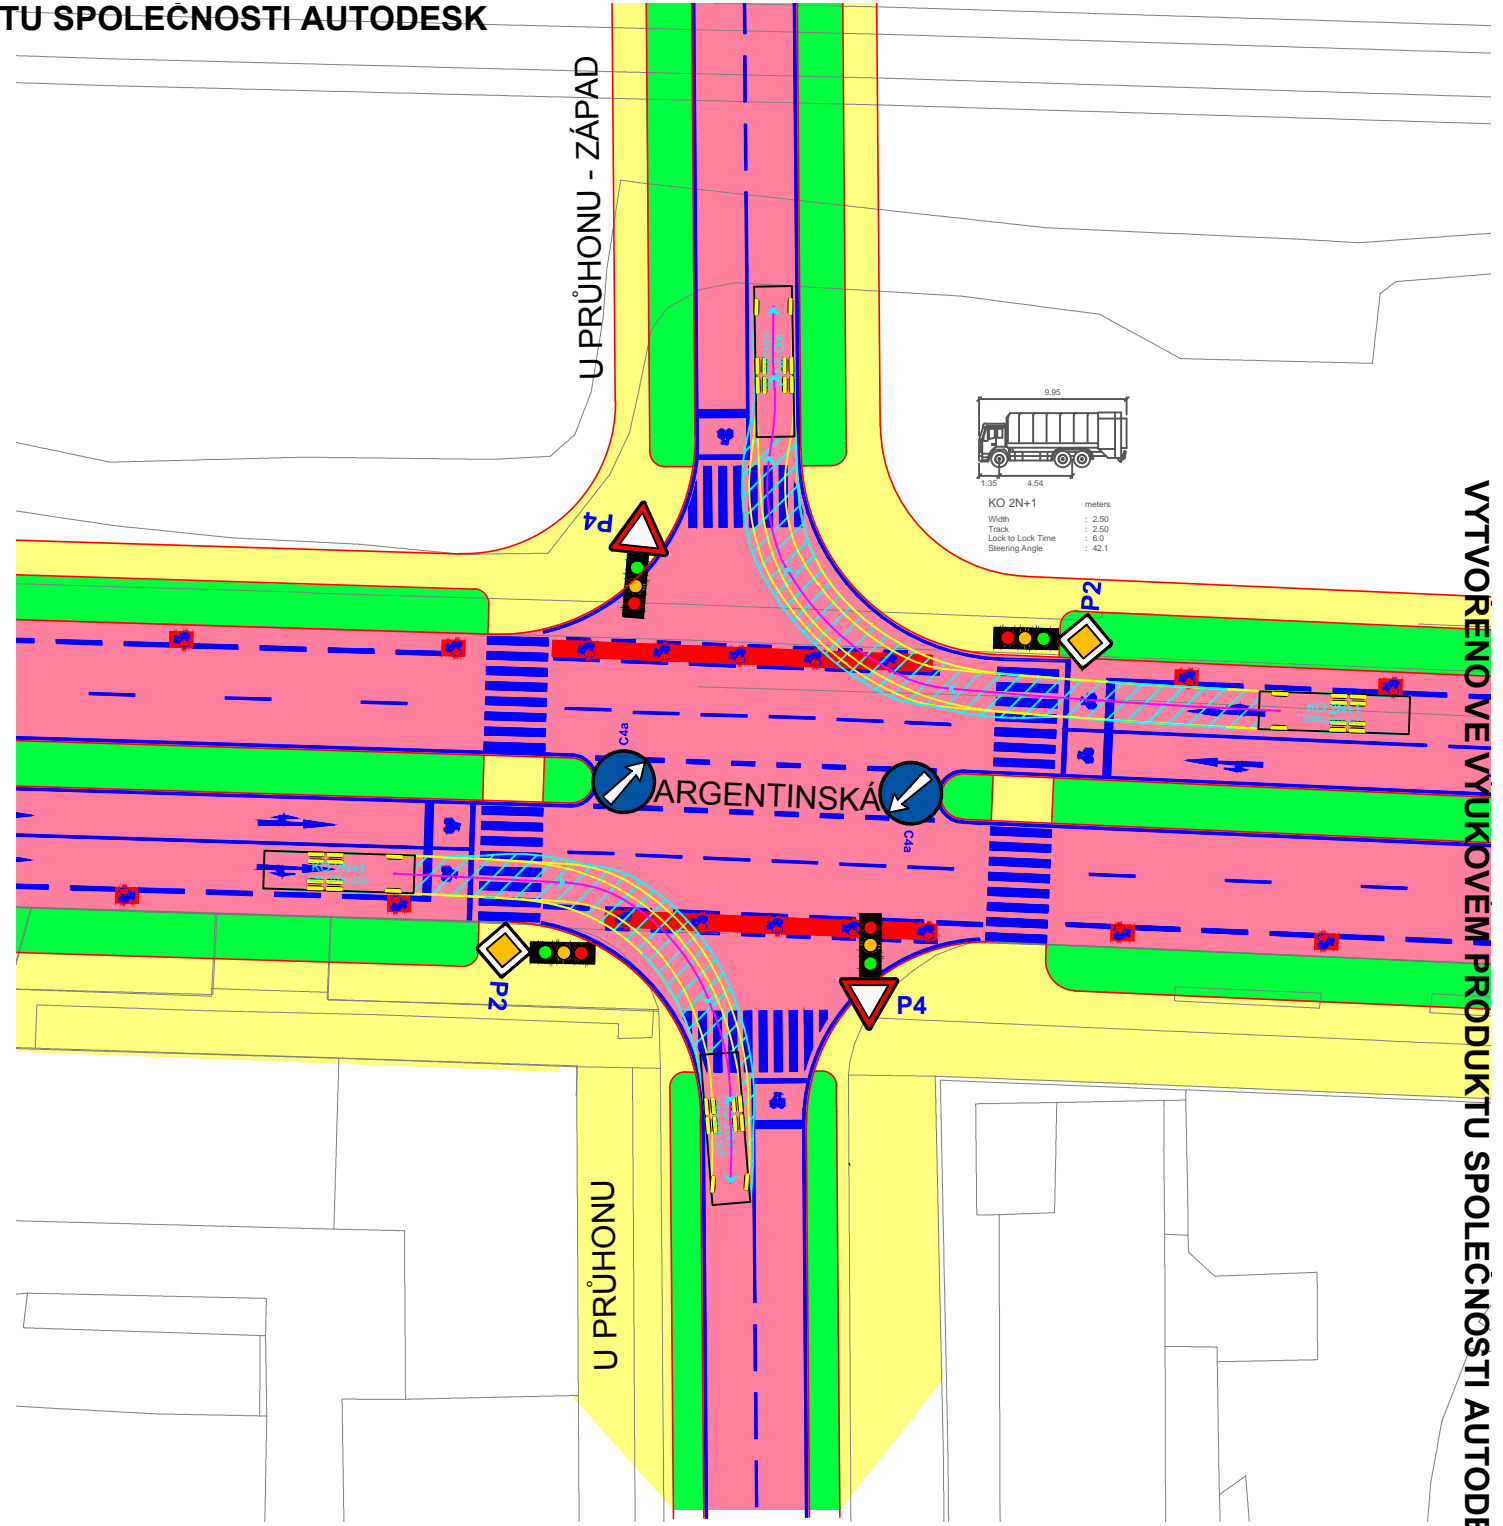 TU SPOLEČNOSTI AUTODESK
U PRŮHONU - ZÁPAD
9.95
1.35
4.54
KO 2N+1
meters
Width : 2.50
Track : 2.50
Lock to Lock Time : 6.0
Steering Angle : 42.1
P4
P2
C4a
ARGENTINSKÁ
C4a
P2
P4
U PRŮHONU
VYTVOŘENO VE VÝUKOVÉM PRODUKTU SPOLEČNOSTI AUTODE